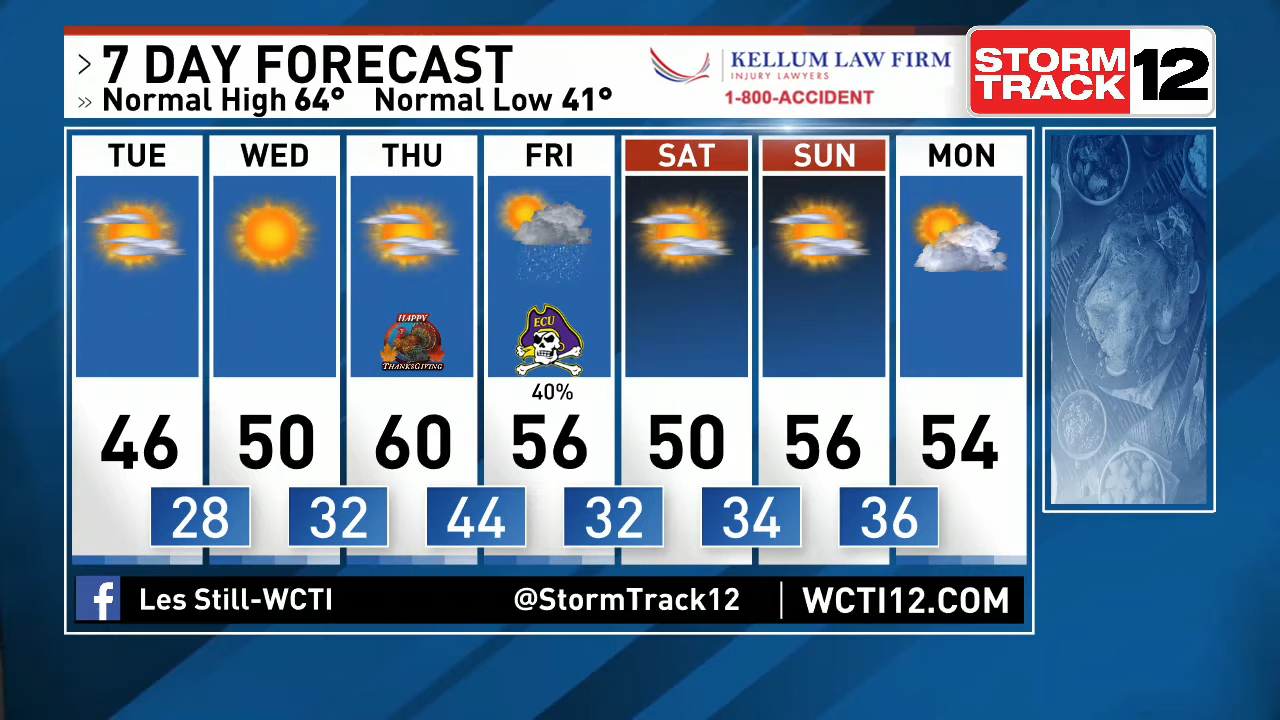 > 7 DAY FORECAST
» Normal High 64° Normal Low 41°
KELLUM LAW FIRM
INJURY LAWYERS
1-800-ACCIDENT
STORM
TRACK
12
TUE WED THU FRI SAT SUN MON
HAPPY
THANKSGIVING
ECU
40%
46 50 60 56 50 56 54
28 32 44 32 34 36
f Les Still-WCTI @StormTrack12 | WCTI12.COM